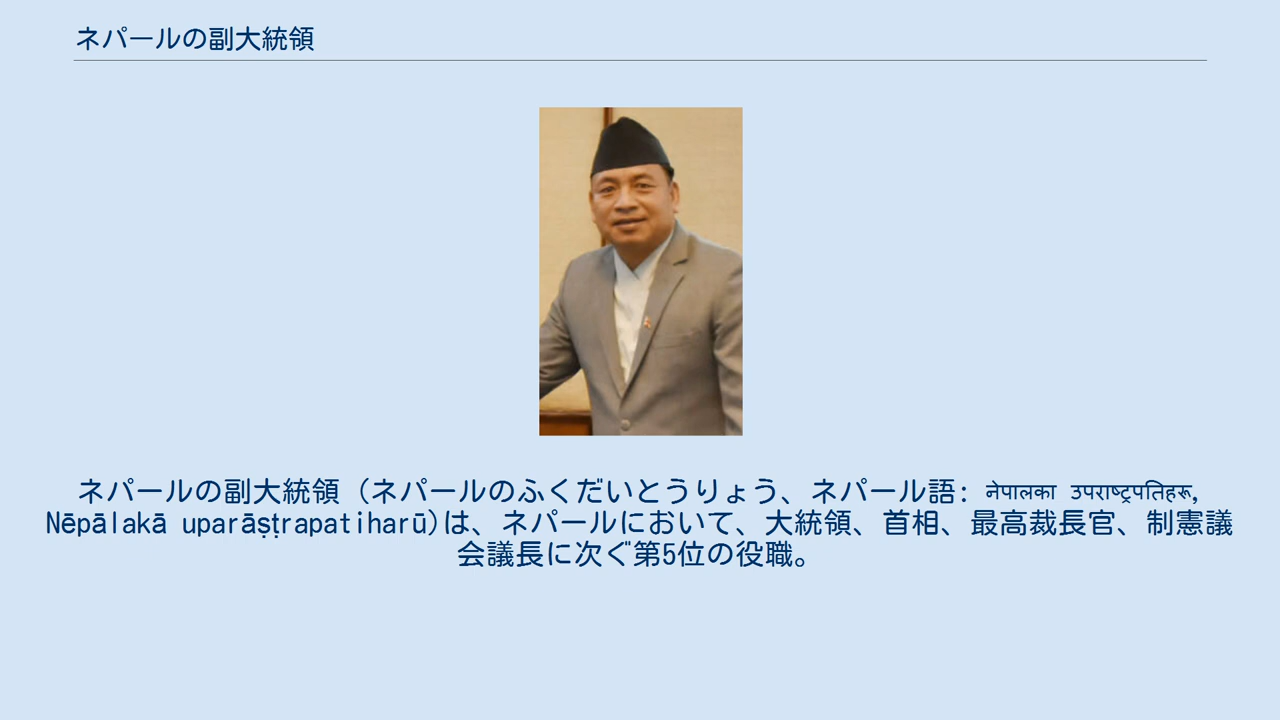 ネパールの副大統領
ネパールの副大統領（ネパールのふくだいとうりょう、ネパール語: नेपालका उपराष्ट्रपतिहरू,
Nēpālakā uparāṣṭrapatiharū)は、ネパールにおいて、大統領、首相、最高裁長官、制憲議
会議長に次ぐ第5位の役職。